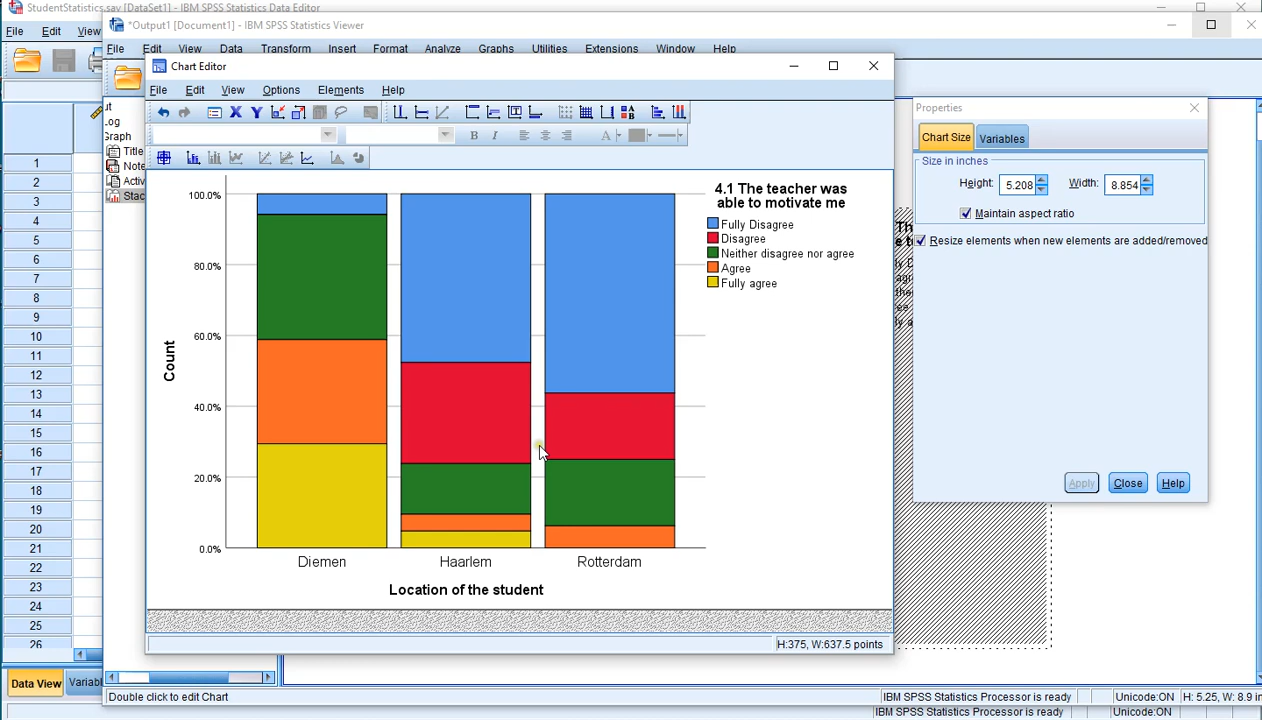 StudentStatistics.sav [DataSet1] - IBM SPSS Statistics Data Editor
File Edit View
*Output1 [Document1] - IBM SPSS Statistics Viewer
File Edit View Data Transform Insert Format Analyze Graphs Utilities Extensions Window Help
Chart Editor
File Edit View Options Elements Help
X Y
B I
A
Log
Graph
Title
Note
Activ
Stac
1
2
3
4
5
6
7
8
9
10
11
12
13
14
15
16
17
18
19
20
21
22
23
24
25
26
100.0%
80.0%
60.0%
40.0%
20.0%
0.0%
Count
Diemen Haarlem Rotterdam
Location of the student
4.1 The teacher was
able to motivate me
Fully Disagree
Disagree
Neither disagree nor agree
Agree
Fully agree
H:375, W:637.5 points
Properties
Chart Size Variables
Size in inches
Height: 5.208 Width: 8.854
Maintain aspect ratio
Resize elements when new elements are added/removed
Apply Close Help
Data View Variabl
Double click to edit Chart
IBM SPSS Statistics Processor is ready Unicode:ON H: 5.25, W: 8.9 in
IBM SPSS Statistics Processor is ready Unicode:ON